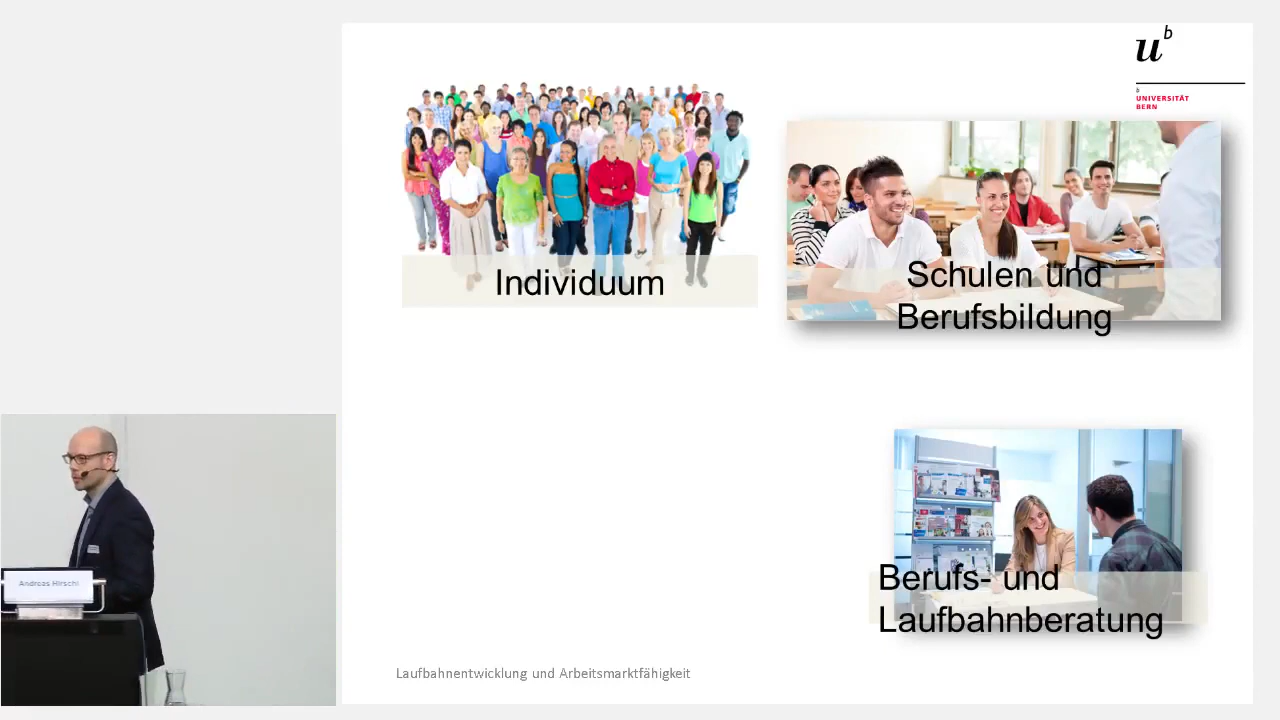 u
b
b
UNIVERSITÄT
BERN
Individuum
Schulen und
Berufsbildung
Berufs- und
Laufbahnberatung
Andreas Hirschi
Laufbahnentwicklung und Arbeitsmarktfähigkeit